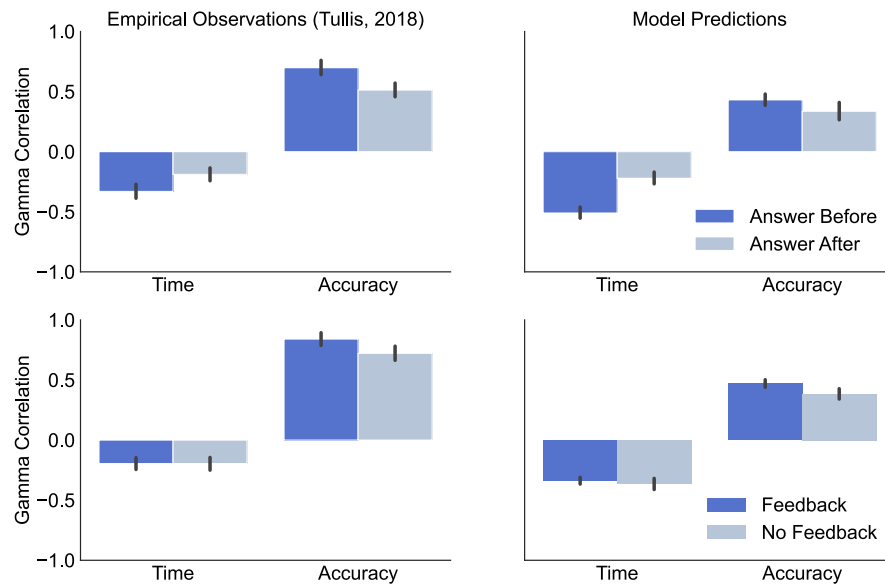 Empirical Observations (Tullis, 2018)
Model Predictions
Gamma Correlation
1.0
0.5
0.0
−0.5
−1.0
Time
Accuracy
Answer Before
Answer After
Time
Accuracy
Gamma Correlation
1.0
0.5
0.0
−0.5
−1.0
Time
Accuracy
Feedback
No Feedback
Time
Accuracy